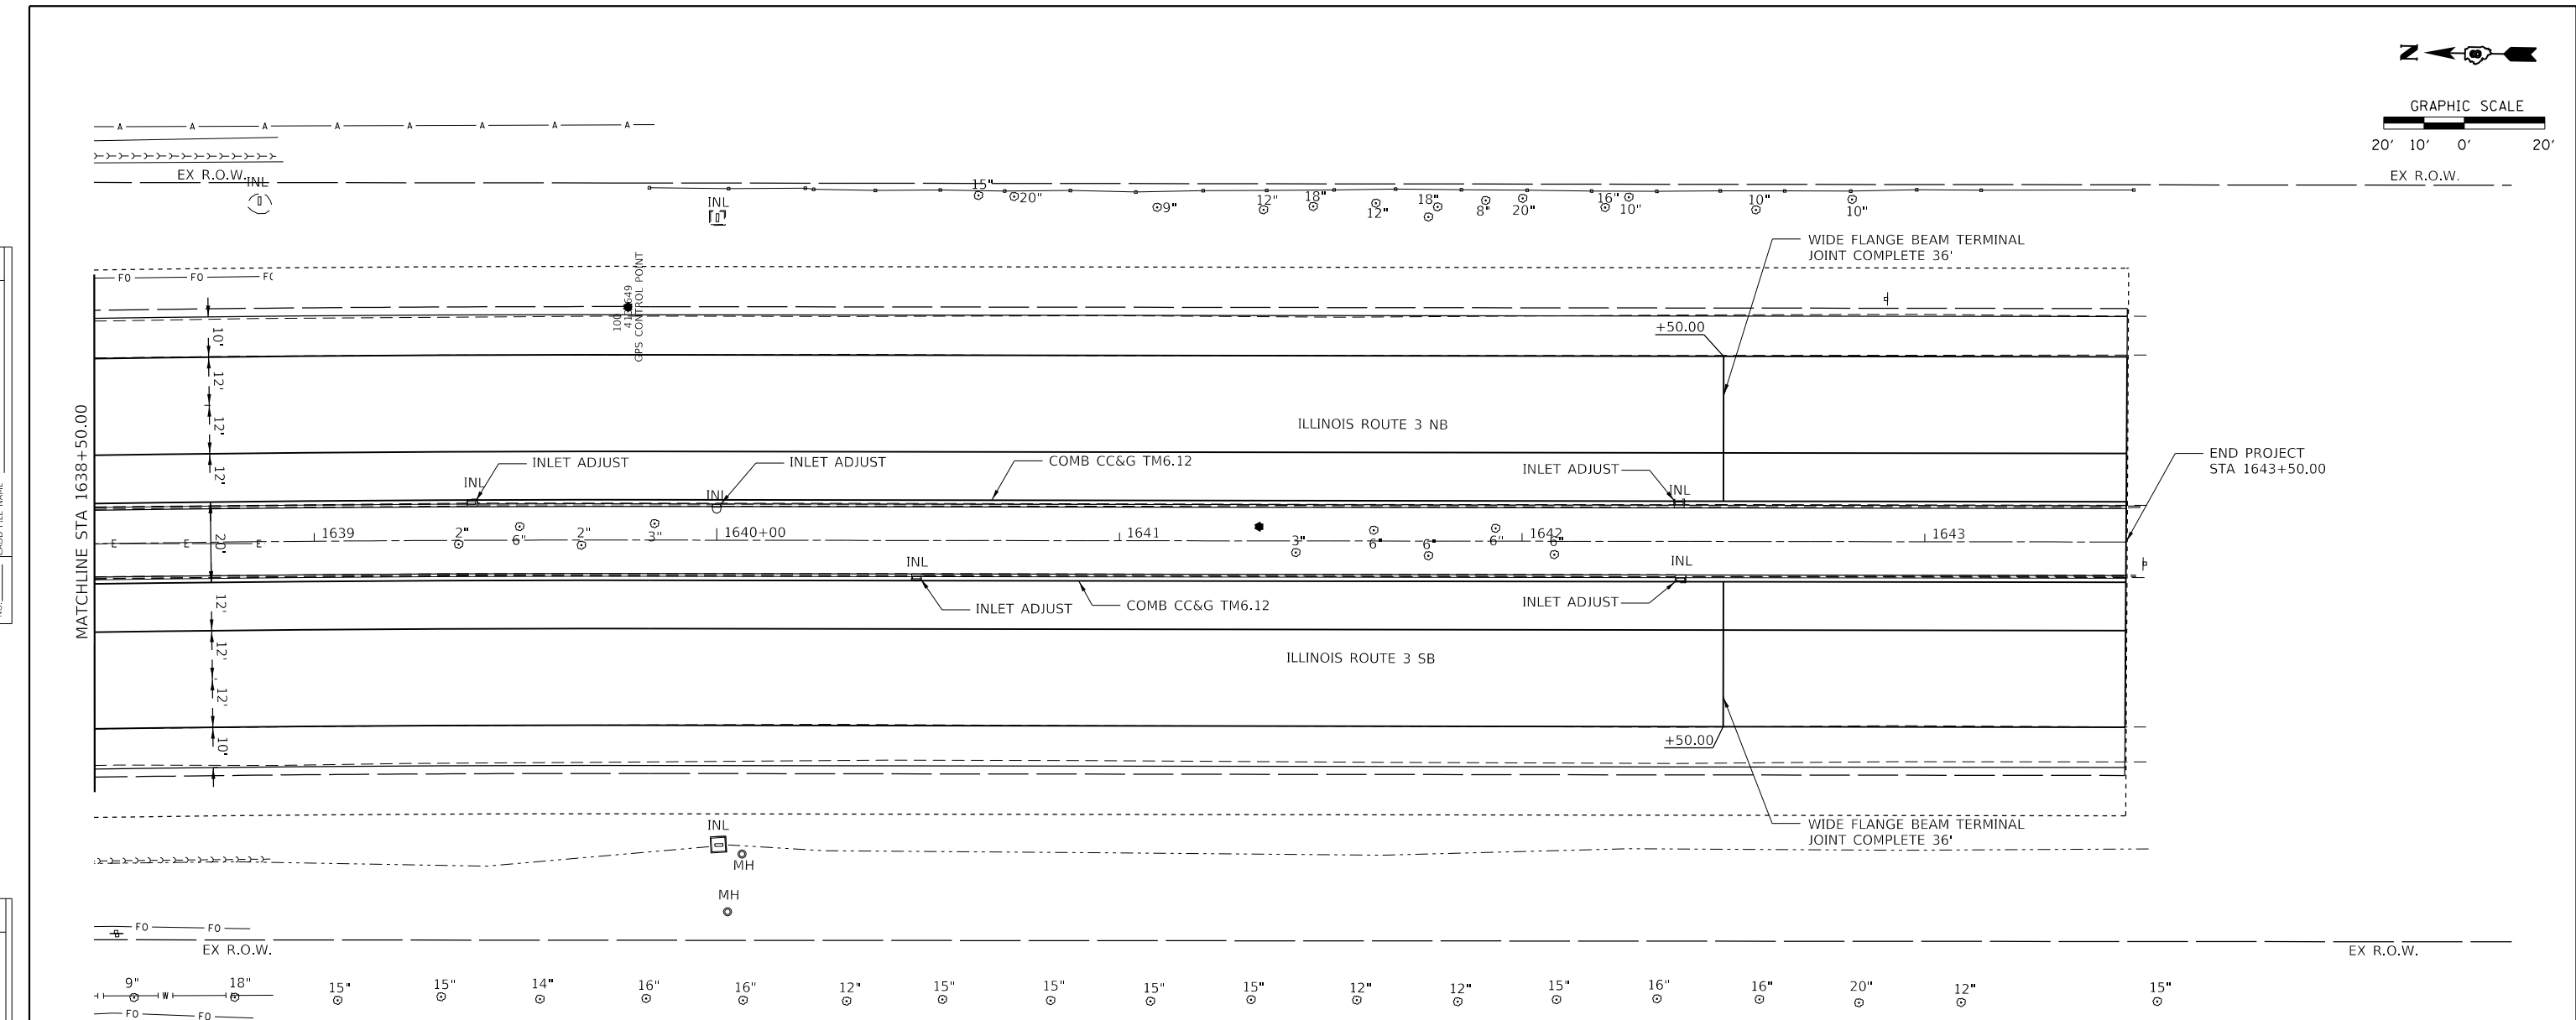 N
GRAPHIC SCALE
20' 10' 0' 20'
A A A A A A A A
EX R.O.W.
INL
EX R.O.W.
INL
15"
20"
9"
12"
18"
12"
18"
8"
20"
16"
10"
10"
10"
WIDE FLANGE BEAM TERMINAL
JOINT COMPLETE 36'
FO FO
GPS CONTROL POINT
+50.00
10'
12'
12'
12'
20'
12'
12'
12'
10'
MATCHLINE STA 1638+50.00
ILLINOIS ROUTE 3 NB
INLET ADJUST
INLET ADJUST
COMB CC&G TM6.12
INLET ADJUST
END PROJECT
STA 1643+50.00
INL
INL
INL
E E E
1639
2"
6"
2"
3"
1640+00
1641
3"
6"
6"
6"
1642
6"
1643
INL
INL
INLET ADJUST
COMB CC&G TM6.12
INLET ADJUST
ILLINOIS ROUTE 3 SB
+50.00
WIDE FLANGE BEAM TERMINAL
JOINT COMPLETE 36'
INL
MH
MH
FO FO
EX R.O.W.
EX R.O.W.
9" 18" 15" 15" 14" 16" 16" 12" 15" 15" 15" 15" 12" 12" 15" 16" 16" 20" 12" 15"
W
FO FO